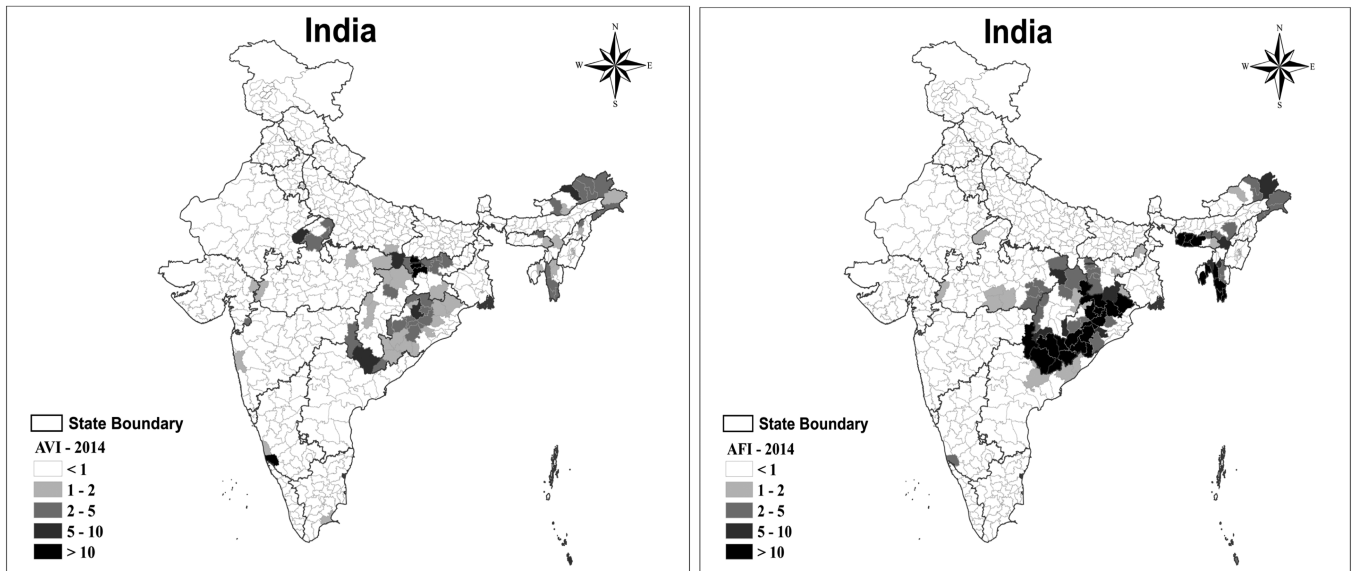 India
N
W
E
S
State Boundary
AVI - 2014
< 1
1 - 2
2 - 5
5 - 10
> 10
India
N
W
E
S
State Boundary
AFI - 2014
< 1
1 - 2
2 - 5
5 - 10
> 10